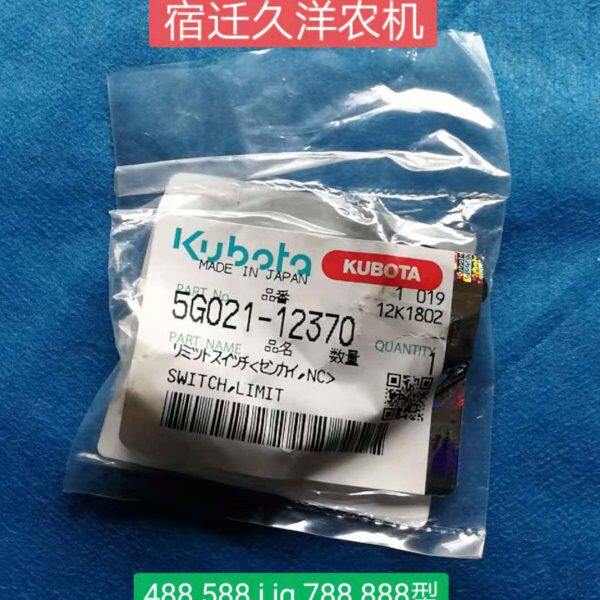 宿迁久洋农机
Kubota
KUBOTA
MADE IN JAPAN
1 019
PART No. 品番
12K1802
5G021-12370
PART NAME 品名 数量 QUANTITY
リミットスイッチ<センカイ,NC> 1
SWITCH,LIMIT
488.588.i.iq.788.888型